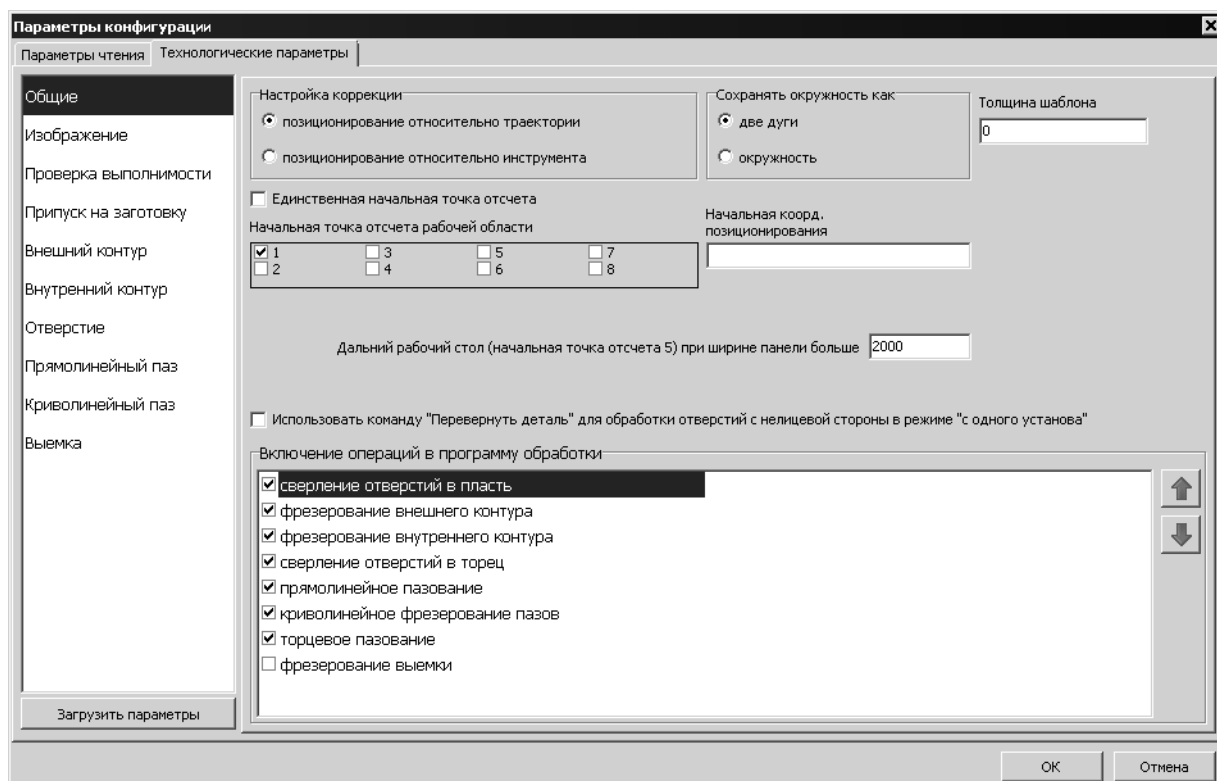 Параметры конфигурации
Параметры чтения
Технологические параметры
Общие
Изображение
Проверка выполнимости
Припуск на заготовку
Внешний контур
Внутренний контур
Отверстие
Прямолинейный паз
Криволинейный паз
Выемка
Загрузить параметры
Настройка коррекции
позиционирование относительно траектории
позиционирование относительно инструмента
Сохранять окружность как
две дуги
окружность
Толщина шаблона
0
Единственная начальная точка отсчета
Начальная точка отсчета рабочей области
1 3 5 7
2 4 6 8
Начальная коорд.
позиционирования
Дальний рабочий стол (начальная точка отсчета 5) при ширине панели больше 2000
Использовать команду "Перевернуть деталь" для обработки отверстий с нелицевой стороны в режиме "с одного установа"
Включение операций в программу обработки
сверление отверстий в пласть
фрезерование внешнего контура
фрезерование внутреннего контура
сверление отверстий в торец
прямолинейное пазование
криволинейное фрезерование пазов
торцевое пазование
фрезерование выемки
ОК
Отмена